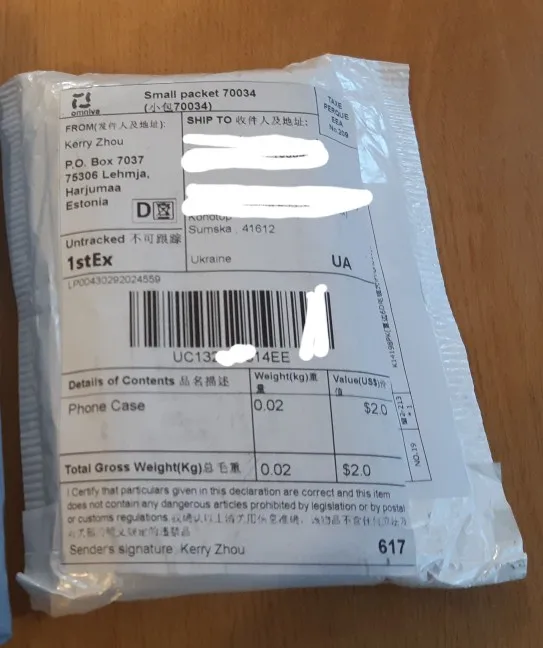 omniva
Small packet 70034
(小包70034)
TAXE
PERÇUE
EEA
No.209
FROM(发件人及地址):
Kerry Zhou
P.O. Box 7037
75306 Lehmja,
Harjumaa
Estonia
D
SHIP TO 收件人及地址:
Konotop
Sumska, 41612
Ukraine
UA
Untracked 不可跟踪
1stEx
LP00430292024559
UC13
14EE
Details of Contents 品名描述
Weight(kg)重
量
Value(US$)价
值
Phone Case
0.02
$2.0
Total Gross Weight(Kg)总毛重
0.02
$2.0
I Certify that particulars given in this declaration are correct and this item
does not contain any dangerous articles prohibited by legislation or by postal
or customs regulations.
Senders signature Kerry Zhou
617
NO.19